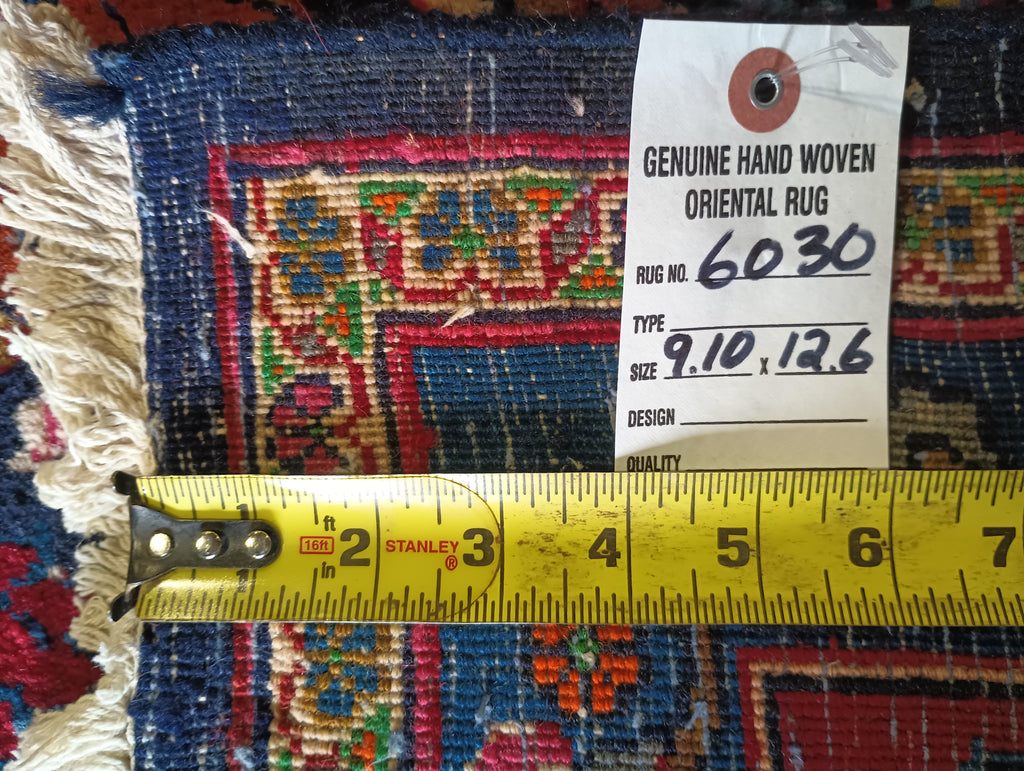 GENUINE HAND WOVEN
ORIENTAL RUG
RUG NO. 6030
TYPE
SIZE 9.10 X 12.6
DESIGN
QUALITY
1 ft 16ft in 2 STANLEY® 3 4 5 6 7